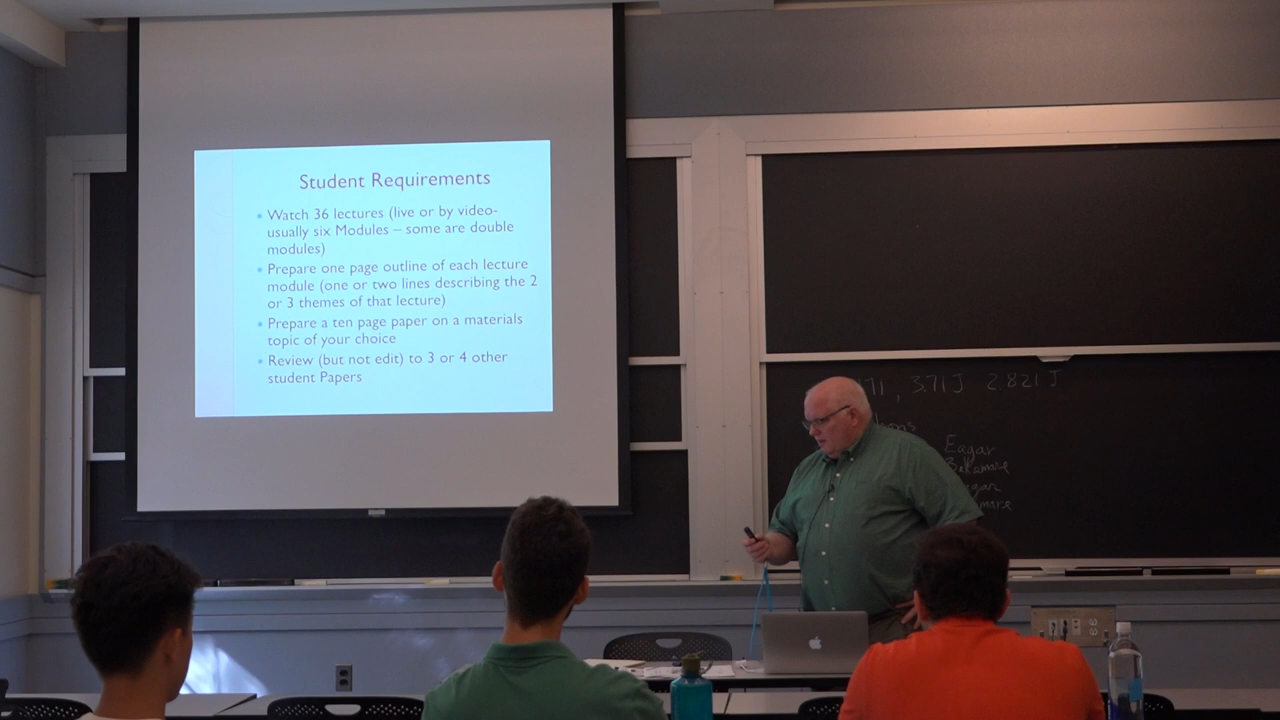 Student Requirements
Watch 36 lectures (live or by video-
usually six Modules – some are double
modules)
Prepare one page outline of each lecture
module (one or two lines describing the 2
or 3 themes of that lecture)
Prepare a ten page paper on a materials
topic of your choice
Review (but not edit) to 3 or 4 other
student Papers
3.71J 2.821J
Eagar